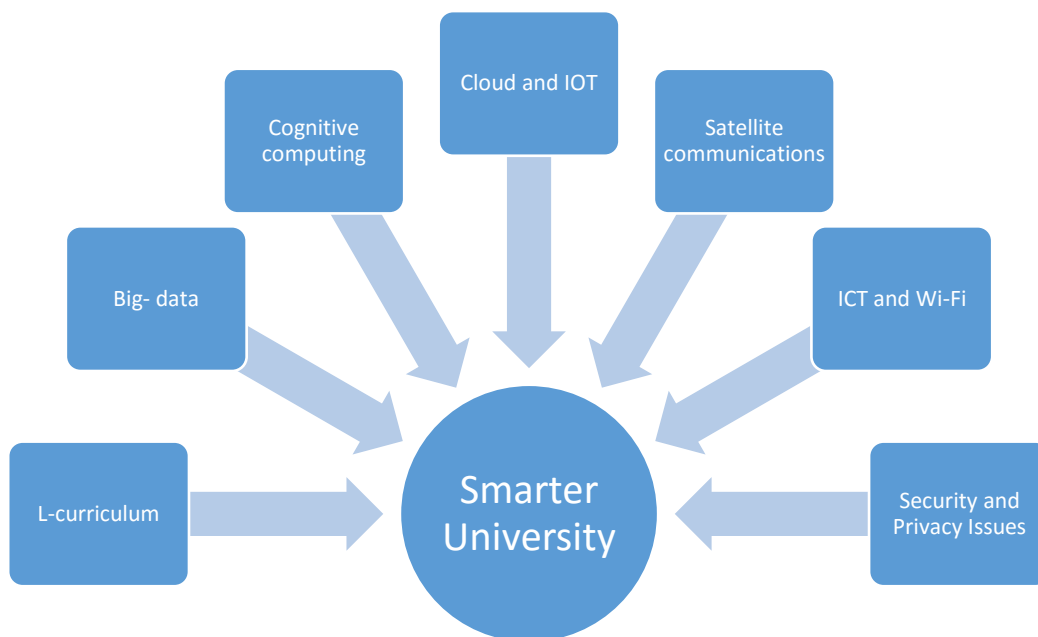 Cloud and IOT
Cognitive
computing
Satellite
communications
Big- data
ICT and Wi-Fi
L-curriculum
Smarter
University
Security and
Privacy Issues